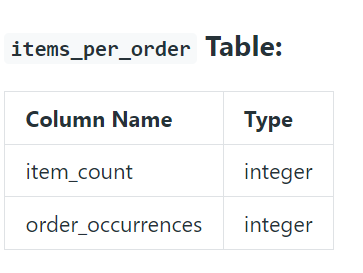 items_per_order Table:
Column Name Type
item_count integer
order_occurrences integer